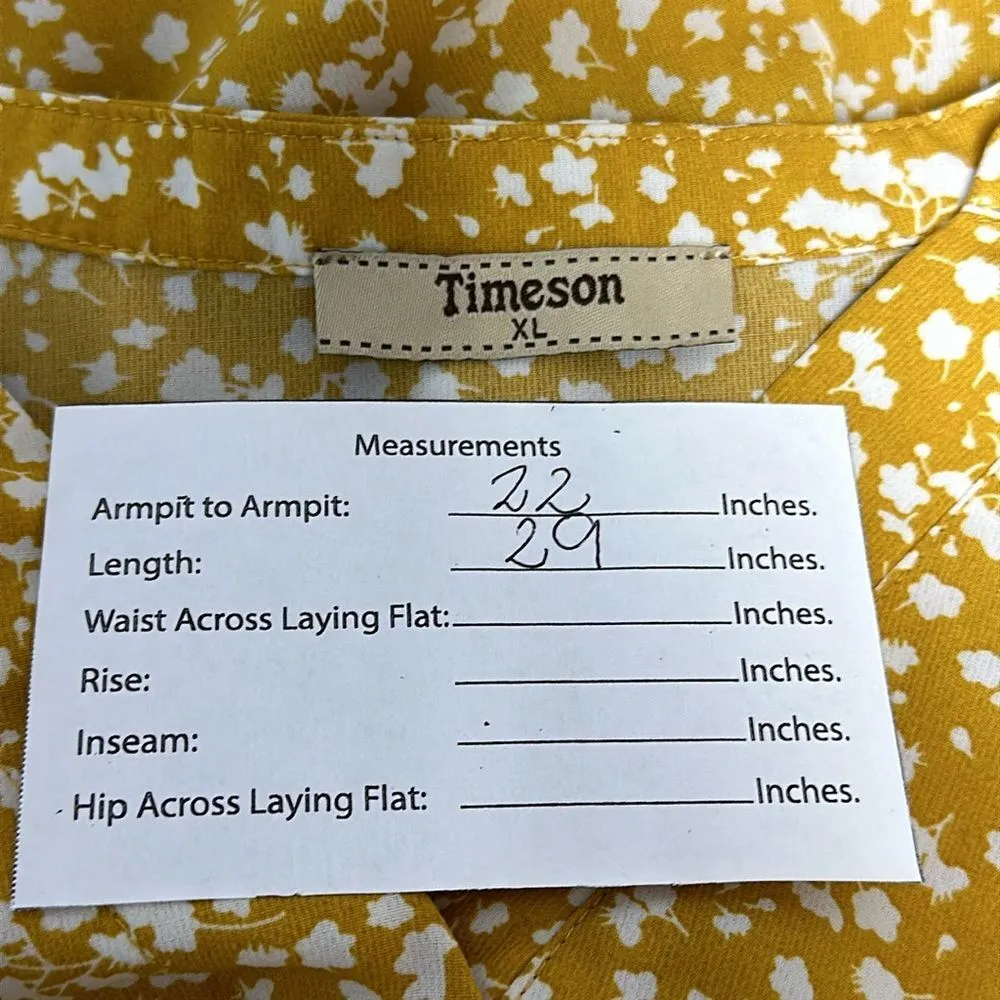 Timeson
XL
Measurements
Armpit to Armpit: 22 Inches.
Length: 29 Inches.
Waist Across Laying Flat: Inches.
Rise: Inches.
Inseam: Inches.
Hip Across Laying Flat: Inches.